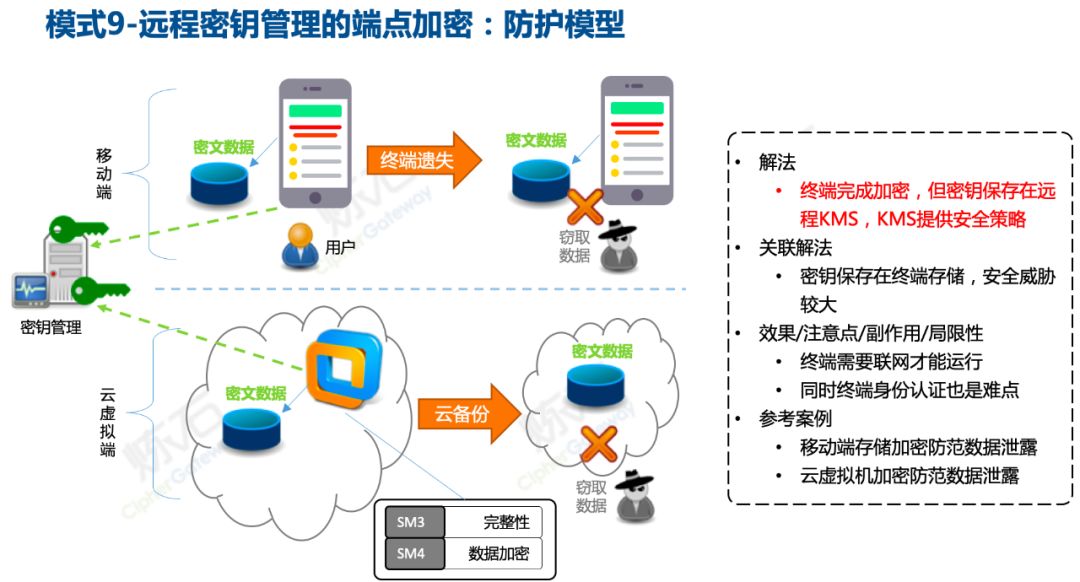 模式9-远程密钥管理的端点加密：防护模型
移动端
密文数据
终端遗失
密文数据
用户
窃取
数据
密钥管理
云虚拟端
密文数据
云备份
密文数据
窃取
数据
SM3 完整性
SM4 数据加密
• 解法
• 终端完成加密，但密钥保存在远
程KMS，KMS提供安全策略
• 关联解法
• 密钥保存在终端存储，安全威胁
较大
• 效果/注意点/副作用/局限性
• 终端需要联网才能运行
• 同时终端身份认证也是难点
• 参考案例
• 移动端存储加密防范数据泄露
• 云虚拟机加密防范数据泄露
炼石
CipherGateway
炼石
CipherGateway
炼石
CipherGateway